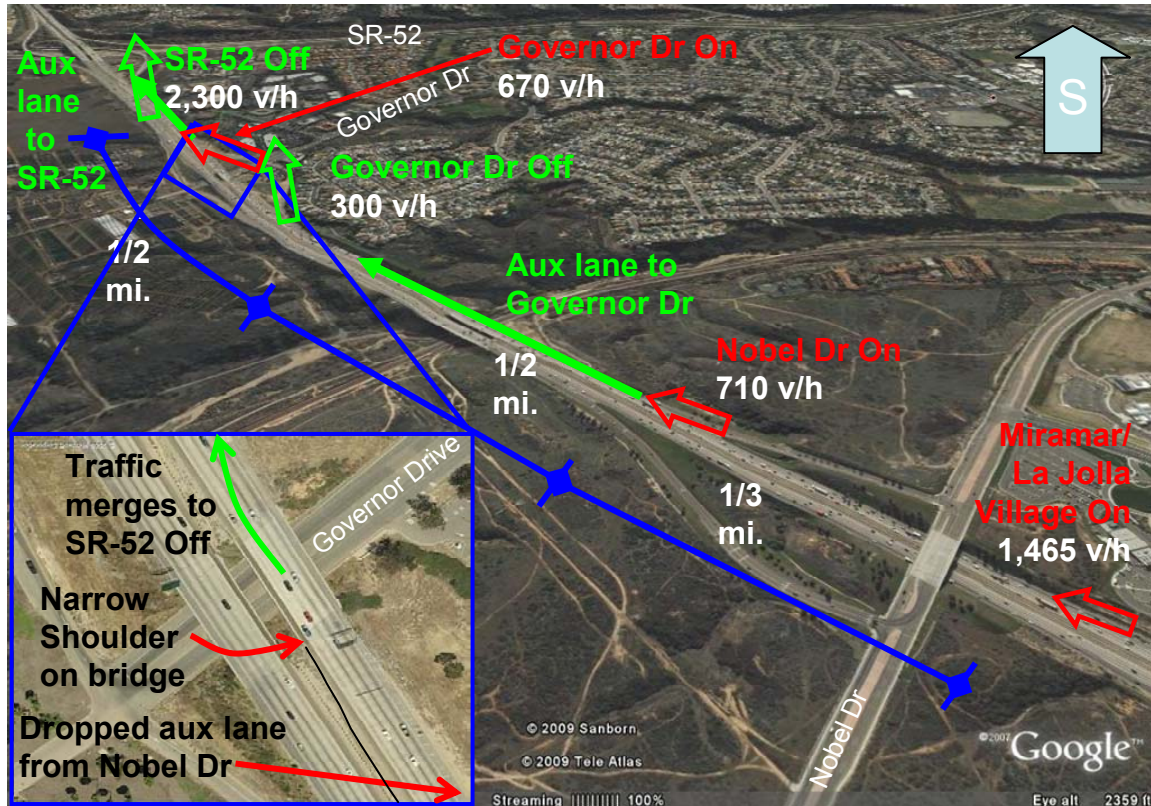 SR-52
Governor Dr On
670 v/h
SR-52 Off
2,300 v/h
Aux
lane
to
SR-52
Governor Dr
S
Governor Dr Off
300 v/h
1/2
mi.
Aux lane to
Governor Dr
1/2
mi.
Nobel Dr On
710 v/h
Miramar/
La Jolla
Village On
1,465 v/h
1/3
mi.
Traffic
merges to
SR-52 Off
Governor Drive
Narrow
Shoulder
on bridge
Dropped aux lane
from Nobel Dr
Nobel Dr
© 2009 Sanborn
© 2009 Tele Atlas
©2007 Google™
Streaming ||||||||| 100%
Eye alt 2359 ft